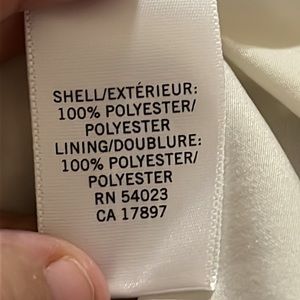 SHELL/EXTÉRIEUR:
100% POLYESTER/
POLYESTER
LINING/DOUBLURE:
100% POLYESTER/
POLYESTER
RN 54023
CA 17897